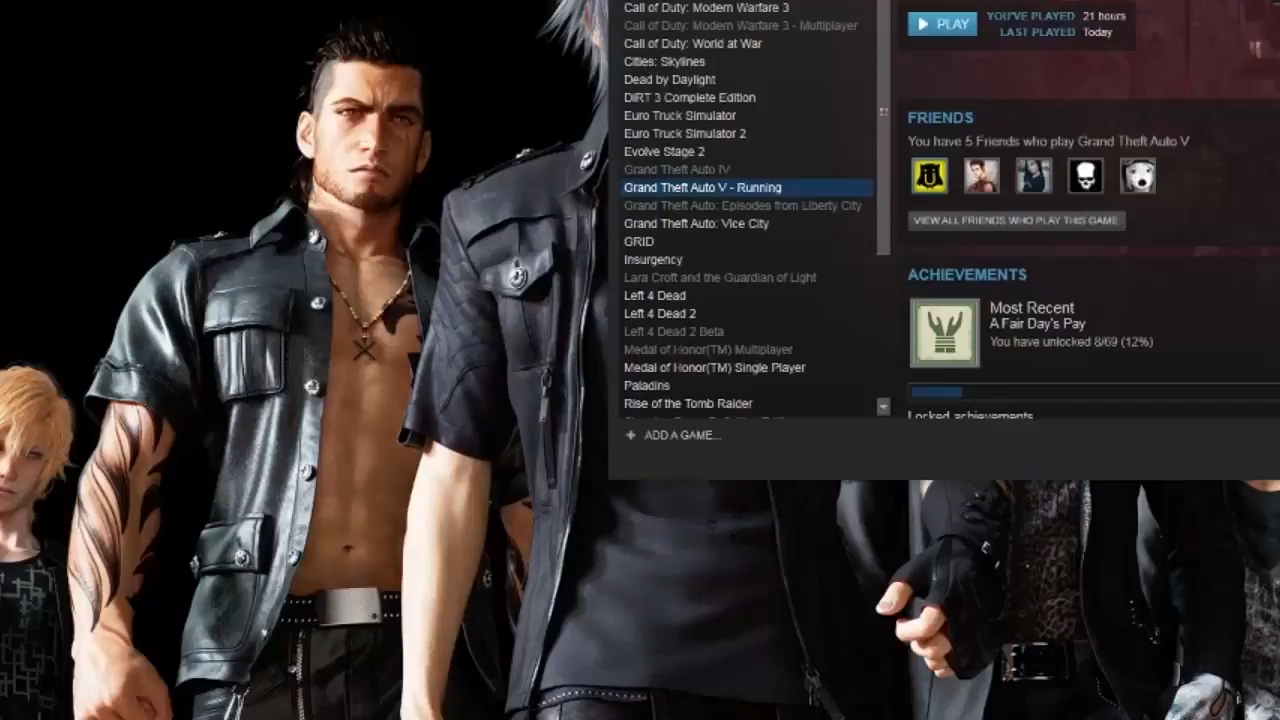 Call of Duty: Modern Warfare 3
Call of Duty: Modern Warfare 3 - Multiplayer
Call of Duty: World at War
Cities: Skylines
Dead by Daylight
DiRT 3 Complete Edition
Euro Truck Simulator
Euro Truck Simulator 2
Evolve Stage 2
Grand Theft Auto IV
Grand Theft Auto V - Running
Grand Theft Auto: Episodes from Liberty City
Grand Theft Auto: Vice City
GRID
Insurgency
Lara Croft and the Guardian of Light
Left 4 Dead
Left 4 Dead 2
Left 4 Dead 2 Beta
Medal of Honor(TM) Multiplayer
Medal of Honor(TM) Single Player
Paladins
Rise of the Tomb Raider
ADD A GAME...
PLAY
YOU'VE PLAYED 21 hours
LAST PLAYED Today
FRIENDS
You have 5 Friends who play Grand Theft Auto V
VIEW ALL FRIENDS WHO PLAY THIS GAME
ACHIEVEMENTS
Most Recent
A Fair Day's Pay
You have unlocked 8/69 (12%)
Locked achievements